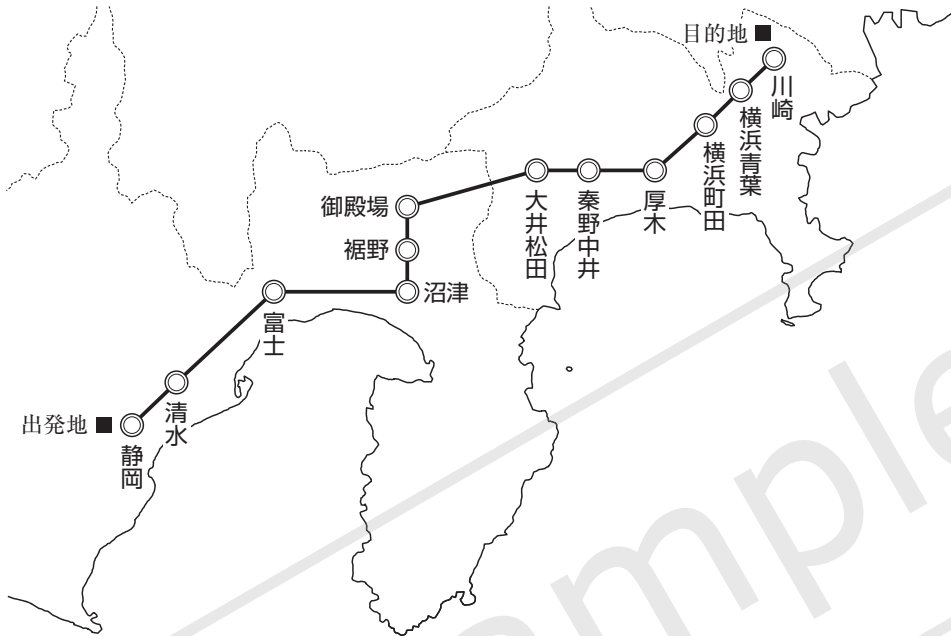 目的地
川崎
横浜青葉
横浜町田
厚木
秦野中井
大井松田
御殿場
裾野
沼津
富士
清水
出発地
静岡
ample